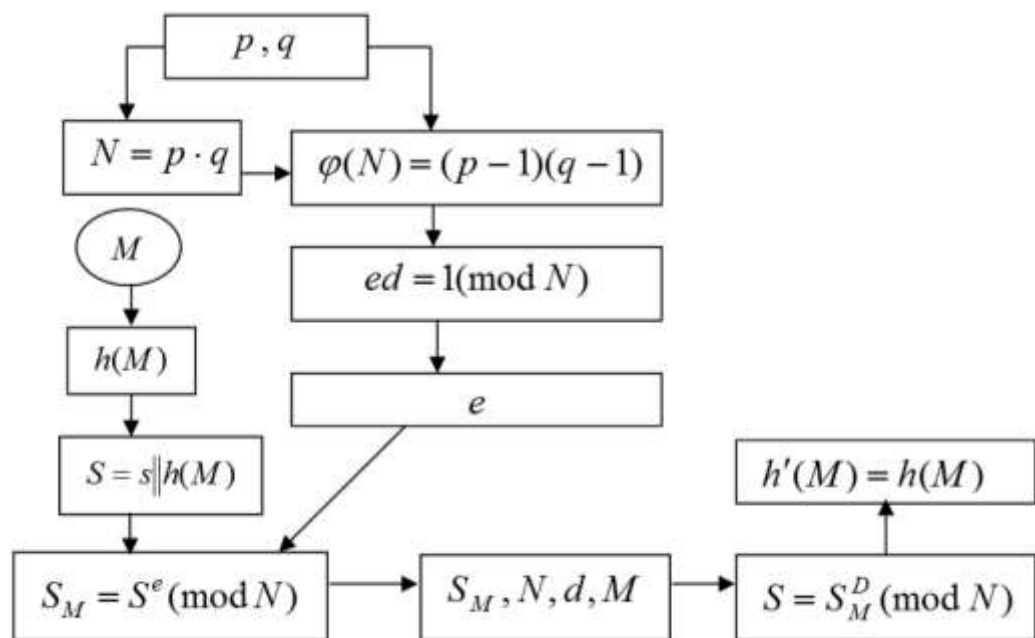 p , q
N = p · q
φ(N) = (p − 1)(q − 1)
M
ed = 1(mod N)
h(M)
e
S = s‖h(M)
h′(M) = h(M)
S_M = S^e (mod N)
S_M , N, d, M
S = S_M^D (mod N)